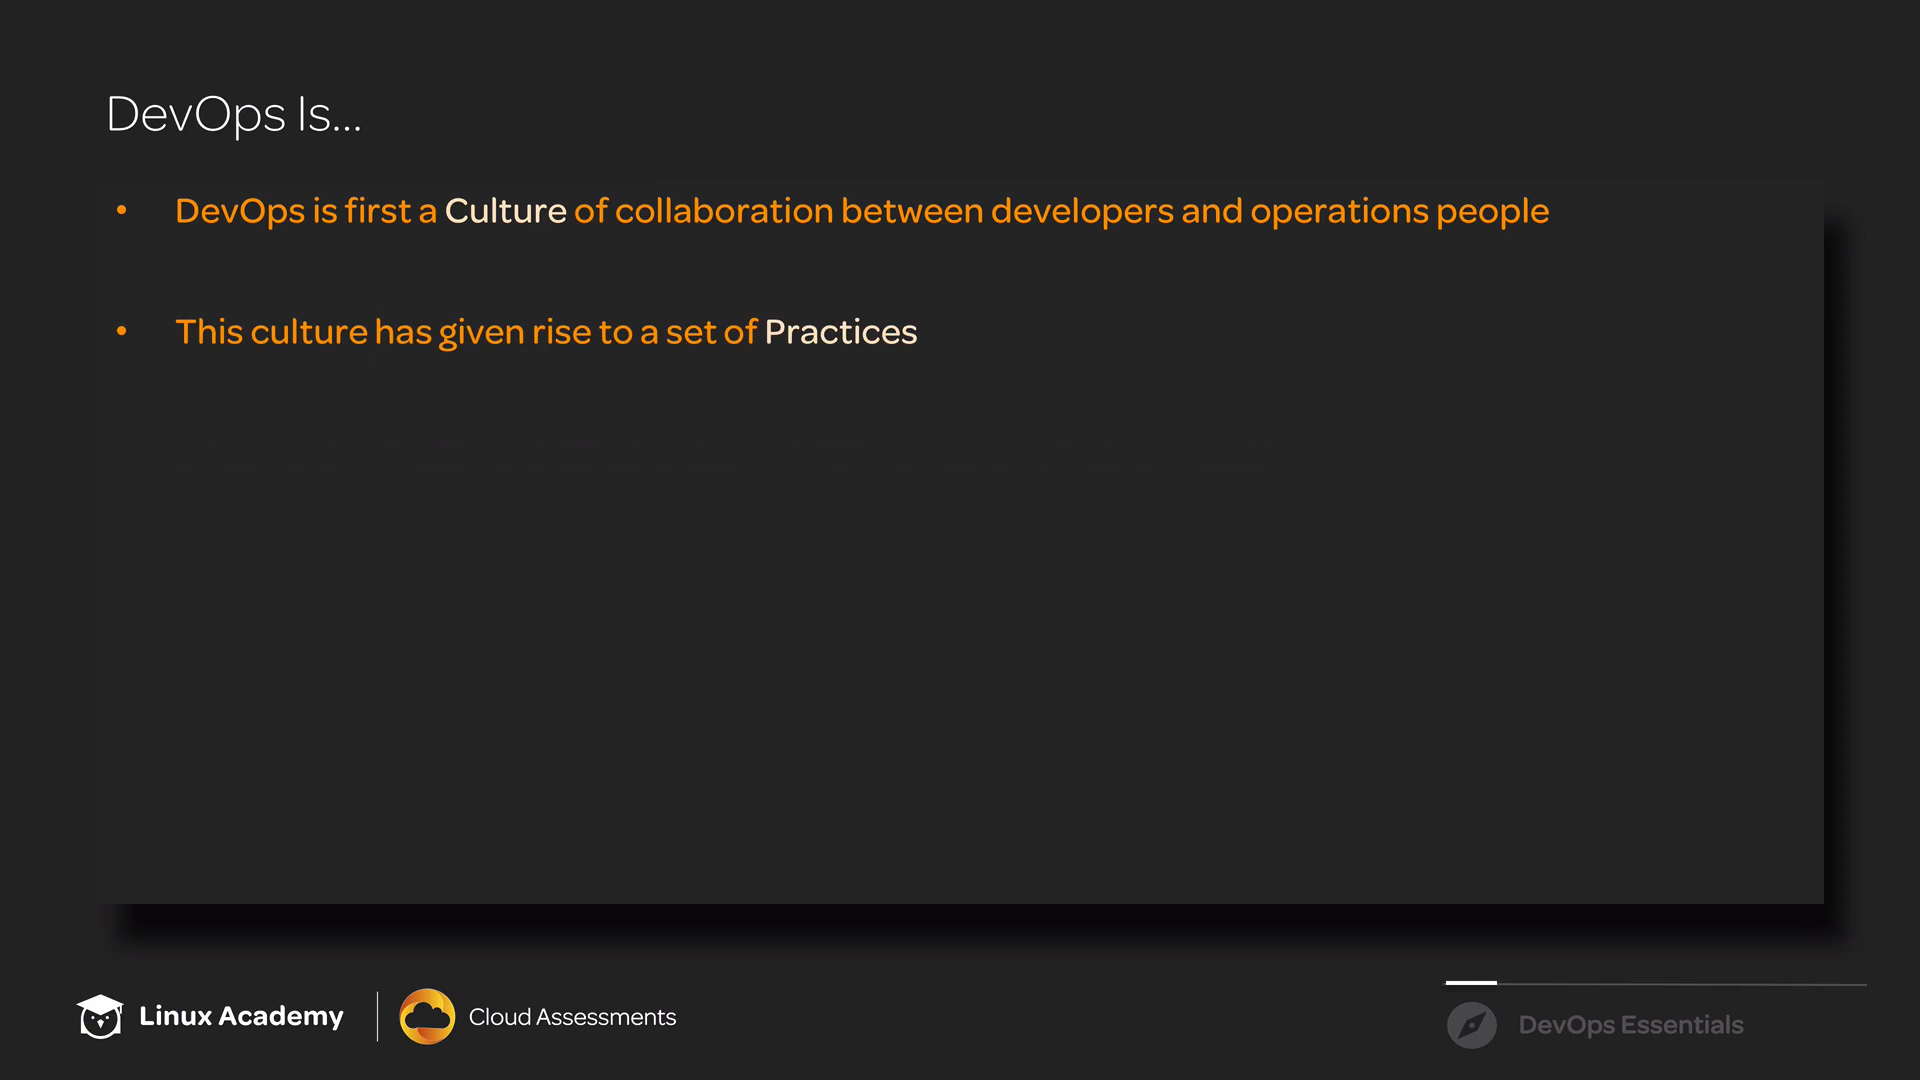 DevOps Is...
• DevOps is first a Culture of collaboration between developers and operations people
• This culture has given rise to a set of Practices
Linux Academy
Cloud Assessments
DevOps Essentials